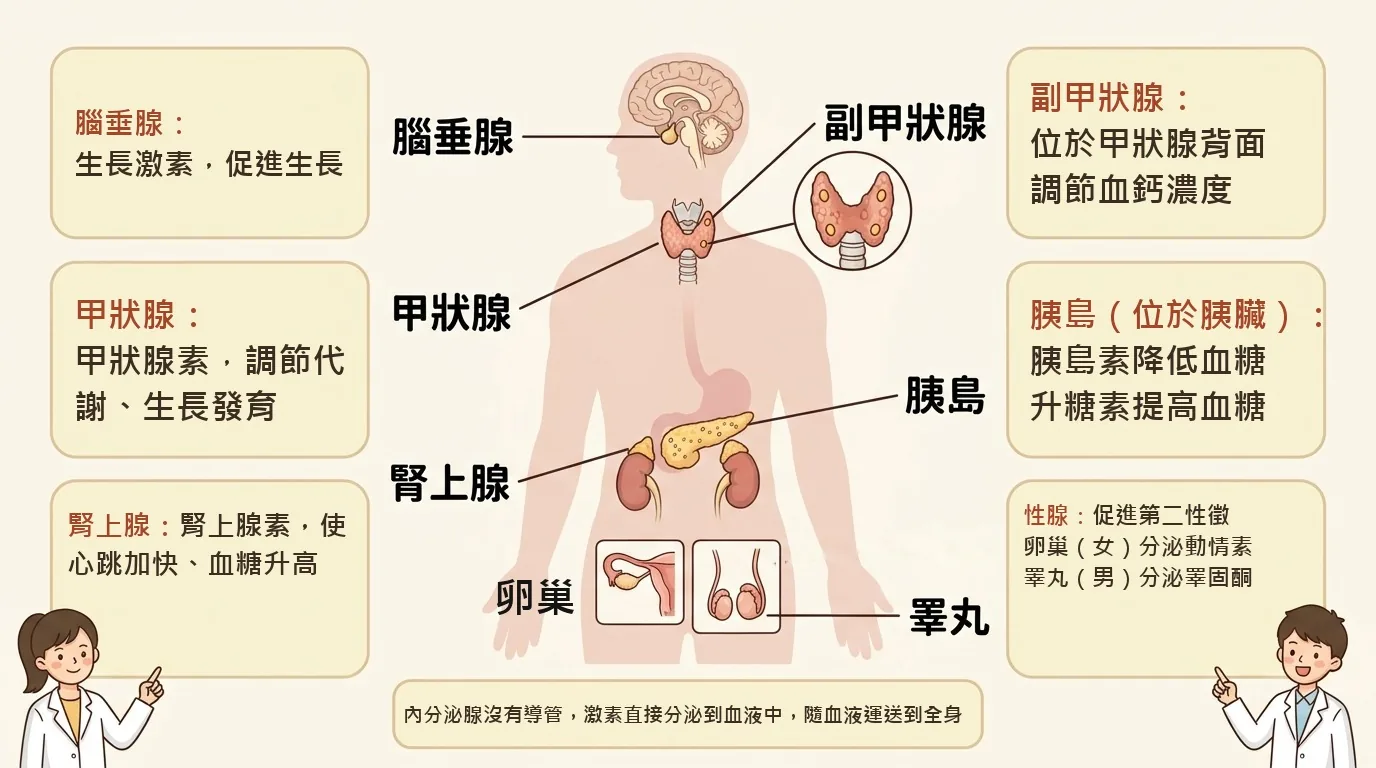 腦垂腺：
生長激素，促進生長
甲狀腺：
甲狀腺素，調節代
謝、生長發育
腎上腺：腎上腺素，使
心跳加快、血糖升高
腦垂腺
甲狀腺
腎上腺
卵巢
副甲狀腺
胰島
睪丸
副甲狀腺：
位於甲狀腺背面
調節血鈣濃度
胰島（位於胰臟）：
胰島素降低血糖
升糖素提高血糖
性腺：促進第二性徵
卵巢（女）分泌動情素
睪丸（男）分泌睪固酮
內分泌腺沒有導管，激素直接分泌到血液中，隨血液運送到全身